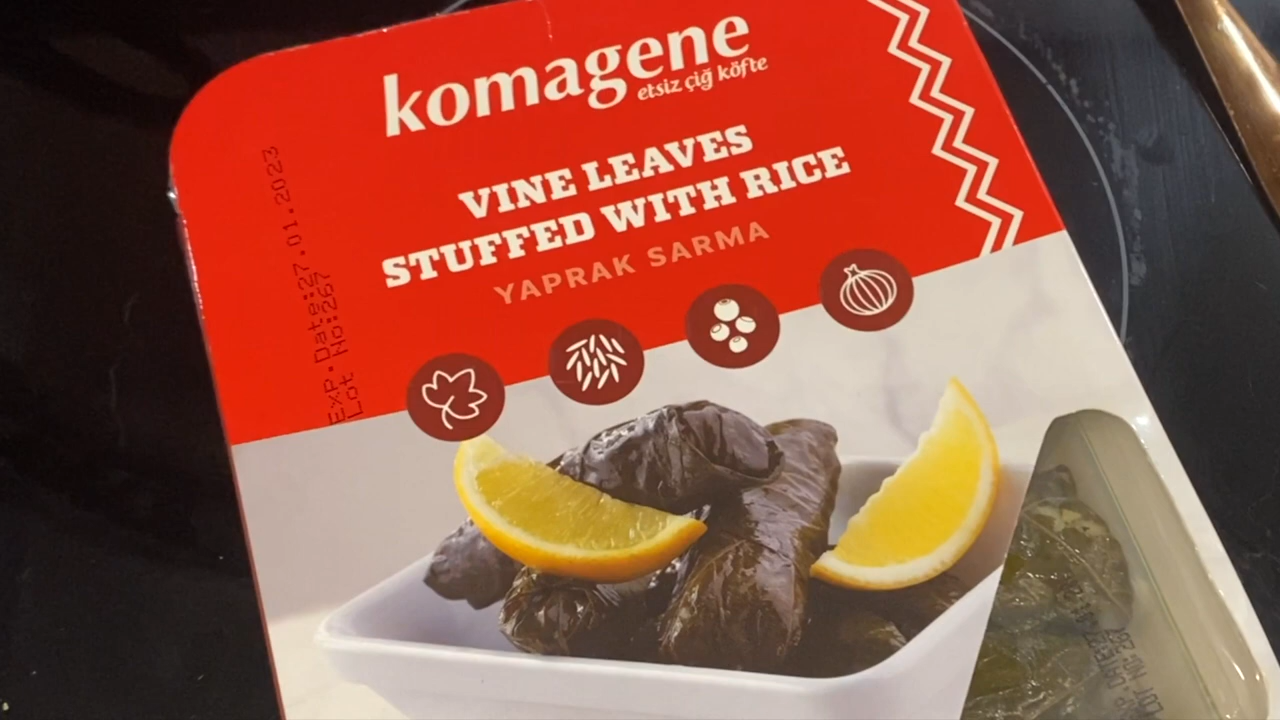 komagene
etsiz çiğ köfte
VINE LEAVES
STUFFED WITH RICE
YAPRAK SARMA
Exp.Date:27.01.2023
Lot No:267